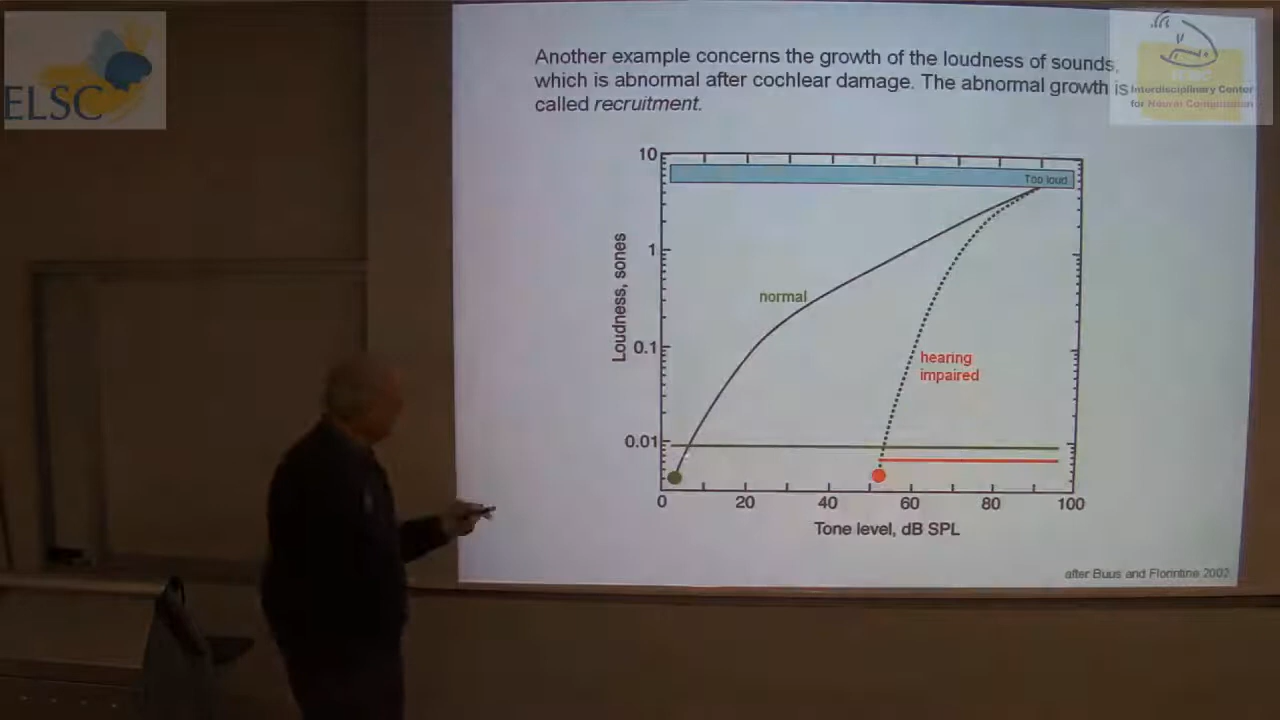 ELSC
Another example concerns the growth of the loudness of sounds,
which is abnormal after cochlear damage. The abnormal growth is
called recruitment.
Interdisciplinary Center
for Neural Computation
10
Too loud
1
normal
Loudness, sones
0.1
hearing
impaired
0.01
0 20 40 60 80 100
Tone level, dB SPL
after Buus and Florintine 2002